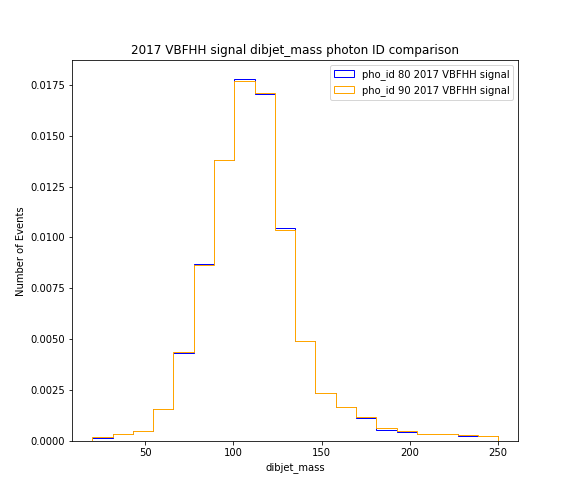 2017 VBFHH signal dibjet_mass photon ID comparison
pho_id 80 2017 VBFHH signal
pho_id 90 2017 VBFHH signal
Number of Events
0.0175
0.0150
0.0125
0.0100
0.0075
0.0050
0.0025
0.0000
50
100
150
200
250
dibjet_mass